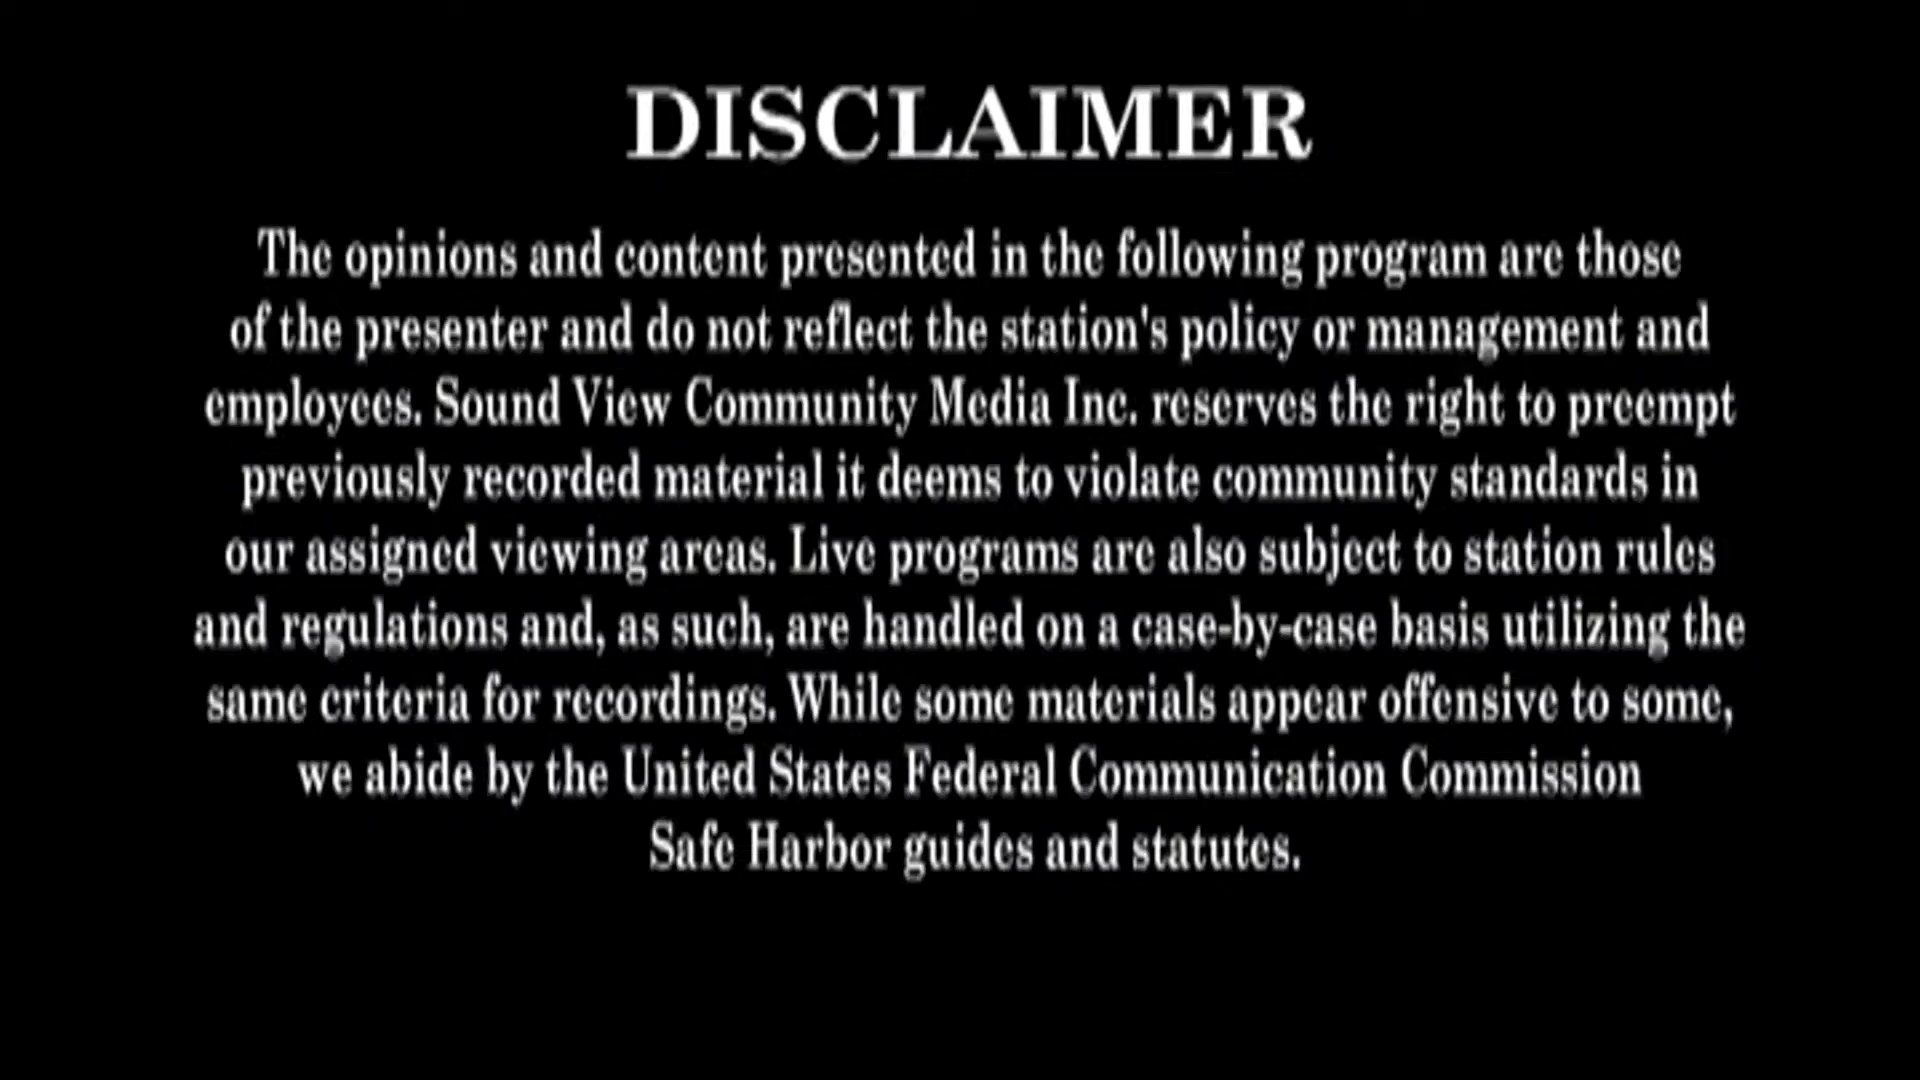 DISCLAIMER
The opinions and content presented in the following program are those
of the presenter and do not reflect the station's policy or management and
employees. Sound View Community Media Inc. reserves the right to preempt
previously recorded material it deems to violate community standards in
our assigned viewing areas. Live programs are also subject to station rules
and regulations and, as such, are handled on a case-by-case basis utilizing the
same criteria for recordings. While some materials appear offensive to some,
we abide by the United States Federal Communication Commission
Safe Harbor guides and statutes.